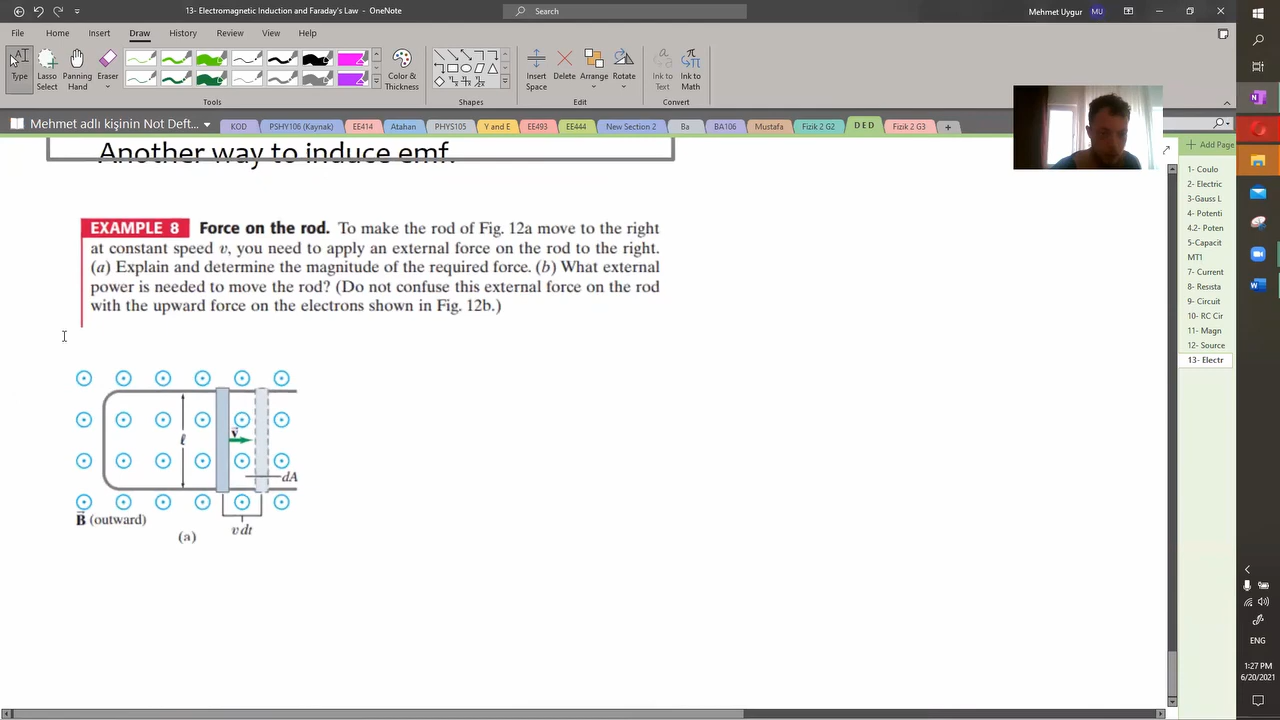 13- Electromagnetic Induction and Faraday's Law - OneNote
Search
Mehmet Uygur
MU
File
Home
Insert
Draw
History
Review
View
Help
Type
Lasso Select
Panning Hand
Eraser
Color & Thickness
Insert Space
Delete
Arrange
Rotate
Ink to Text
Ink to Math
Tools
Shapes
Edit
Convert
Mehmet adlı kişinin Not Deft...
KOD
PSHY106 (Kaynak)
EE414
Atahan
PHYS105
Y and E
EE493
EE444
New Section 2
Ba
BA106
Mustafa
Fizik 2 G2
D E D
Fizik 2 G3
Add Page
1- Coulo
2- Electric
3-Gauss L
4- Potenti
4.2- Poten
5-Capacit
MT1
7- Current
8- Resista
9- Circuit
10- RC Cir
11- Magn
12- Source
13- Electr
Another way to induce emf.
EXAMPLE 8 Force on the rod. To make the rod of Fig. 12a move to the right
at constant speed v, you need to apply an external force on the rod to the right.
(a) Explain and determine the magnitude of the required force. (b) What external
power is needed to move the rod? (Do not confuse this external force on the rod
with the upward force on the electrons shown in Fig. 12b.)
ℓ
v⃗
dA
B⃗ (outward)
v dt
(a)
ENG
1:27 PM
6/20/2021